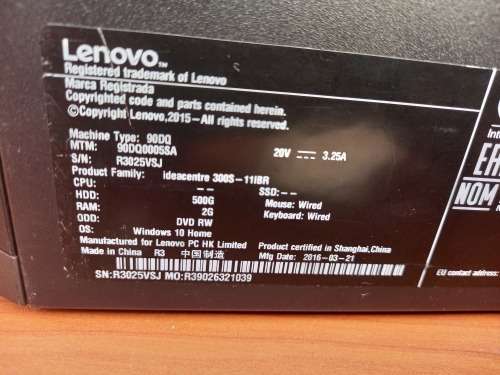 Lenovo™
Registered trademark of Lenovo
Marca Registrada
Copyrighted code and parts contained herein.
©Copyright Lenovo,2015—All rights reserved.
Machine Type: 90DQ
MTM: 90DQ0005SA 20V 3.25A
S/N: R3025VSJ
Product Family: ideacentre 300S-11IBR
CPU: -- SSD: --
HDD: 500G Mouse: Wired
RAM: 2G Keyboard: Wired
ODD: DVD RW
OS: Windows 10 Home
Manufactured for Lenovo PC HK Limited Product certified in Shanghai,China
Made in China R3 中国制造 Mfg Date: 2016-03-21
SN:R3025VSJ MO:R39026321039
EU contact address:
NOM